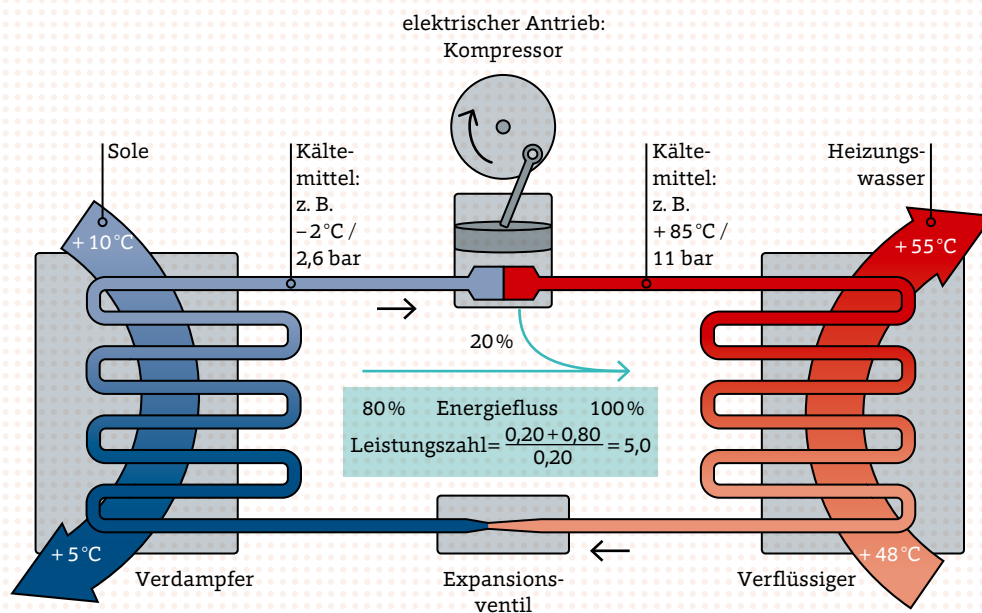 elektrischer Antrieb:
Kompressor
Sole
Kälte-
mittel:
z. B.
–2 °C /
2,6 bar
Kälte-
mittel:
z. B.
+ 85 °C /
11 bar
Heizungs-
wasser
+ 10 °C
+ 55 °C
20 %
80 % Energiefluss 100 %
Leistungszahl= 0,20 + 0,80 / 0,20 = 5,0
+ 5 °C
+ 48 °C
Verdampfer
Expansions-
ventil
Verflüssiger